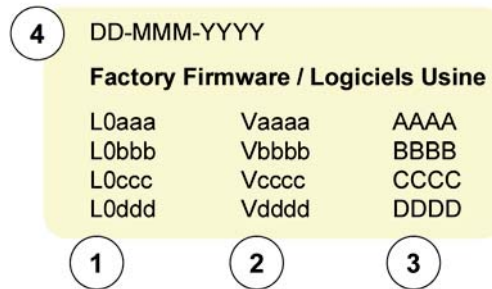 4 DD-MMM-YYYY
Factory Firmware / Logiciels Usine
L0aaa Vaaaa AAAA
L0bbb Vbbbb BBBB
L0ccc Vcccc CCCC
L0ddd Vdddd DDDD
1 2 3